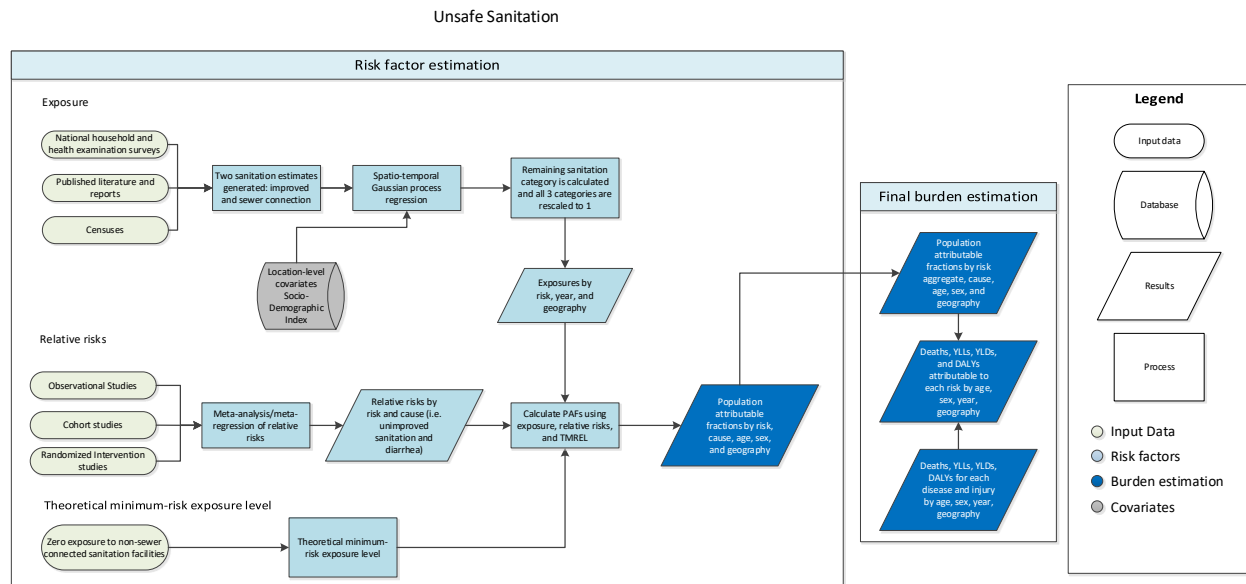 Unsafe Sanitation
Risk factor estimation
Exposure
National household and
health examination surveys
Published literature and
reports
Censuses
Two sanitation estimates
generated: improved
and sewer connection
Spatio-temporal
Gaussian process
regression
Remaining sanitation
category is calculated
and all 3 categories are
rescaled to 1
Location-level
covariates
Socio-
Demographic
Index
Exposures by
risk, year, and
geography
Relative risks
Observational Studies
Cohort studies
Randomized Intervention
studies
Meta-analysis/meta-
regression of relative
risks
Relative risks by
risk and cause (i.e.
unimproved
sanitation and
diarrhea)
Calculate PAFs using
exposure, relative risks,
and TMREL
Population
attributable
fractions by risk,
cause, age, sex,
and geography
Theoretical minimum-risk exposure level
Zero exposure to non-sewer
connected sanitation facilities
Theoretical minimum-
risk exposure level
Final burden estimation
Population
attributable
fractions by risk
aggregate, cause,
age, sex, and
geography
Deaths, YLLs, YLDs,
and DALYs
attributable to
each risk by age,
sex, year,
geography
Deaths, YLLs, YLDs,
DALYs for each
disease and injury
by age, sex, year,
geography
Legend
Input data
Database
Results
Process
Input Data
Risk factors
Burden estimation
Covariates